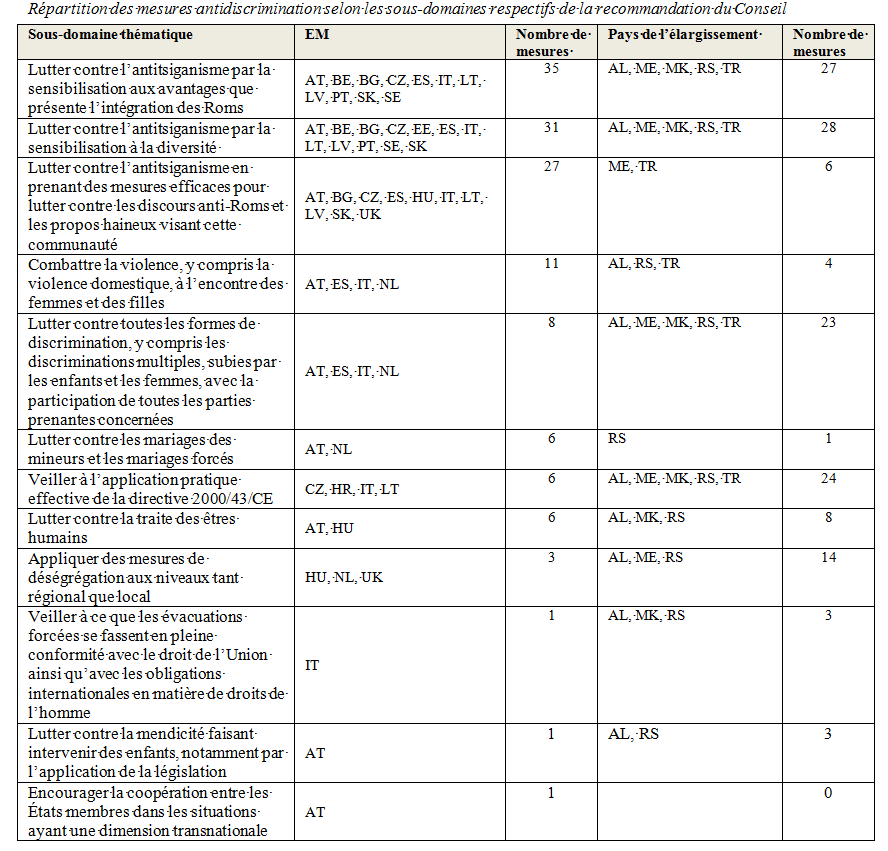 Répartition des mesures antidiscrimination selon les sous-domaines respectifs de la recommandation du Conseil
Sous-domaine thématique
EM
Nombre de
mesures
Pays de l'élargissement
Nombre de
mesures
Lutter contre l'antitsiganisme par la
sensibilisation aux avantages que
présente l'intégration des Roms
AT, BE, BG, CZ, ES, IT, LT,
LV, PT, SK, SE
35
AL, ME, MK, RS, TR
27
Lutter contre l'antitsiganisme par la
sensibilisation à la diversité
AT, BE, BG, CZ, EE, ES, IT,
LT, LV, PT, SE, SK
31
AL, ME, MK, RS, TR
28
Lutter contre l'antitsiganisme en
prenant des mesures efficaces pour
lutter contre les discours anti-Roms et
les propos haineux visant cette
communauté
AT, BG, CZ, ES, HU, IT, LT,
LV, SK, UK
27
ME, TR
6
Combattre la violence, y compris la
violence domestique, à l'encontre des
femmes et des filles
AT, ES, IT, NL
11
AL, RS, TR
4
Lutter contre toutes les formes de
discrimination, y compris les
discriminations multiples, subies par
les enfants et les femmes, avec la
participation de toutes les parties
prenantes concernées
AT, ES, IT, NL
8
AL, ME, MK, RS, TR
23
Lutter contre les mariages des
mineurs et les mariages forcés
AT, NL
6
RS
1
Veiller à l'application pratique
effective de la directive 2000/43/CE
CZ, HR, IT, LT
6
AL, ME, MK, RS, TR
24
Lutter contre la traite des êtres
humains
AT, HU
6
AL, MK, RS
8
Appliquer des mesures de
déségrégation aux niveaux tant
régional que local
HU, NL, UK
3
AL, ME, RS
14
Veiller à ce que les évacuations
forcées se fassent en pleine
conformité avec le droit de l'Union
ainsi qu'avec les obligations
internationales en matière de droits de
l'homme
IT
1
AL, MK, RS
3
Lutter contre la mendicité faisant
intervenir des enfants, notamment par
l'application de la législation
AT
1
AL, RS
3
Encourager la coopération entre les
États membres dans les situations
ayant une dimension transnationale
AT
1
0